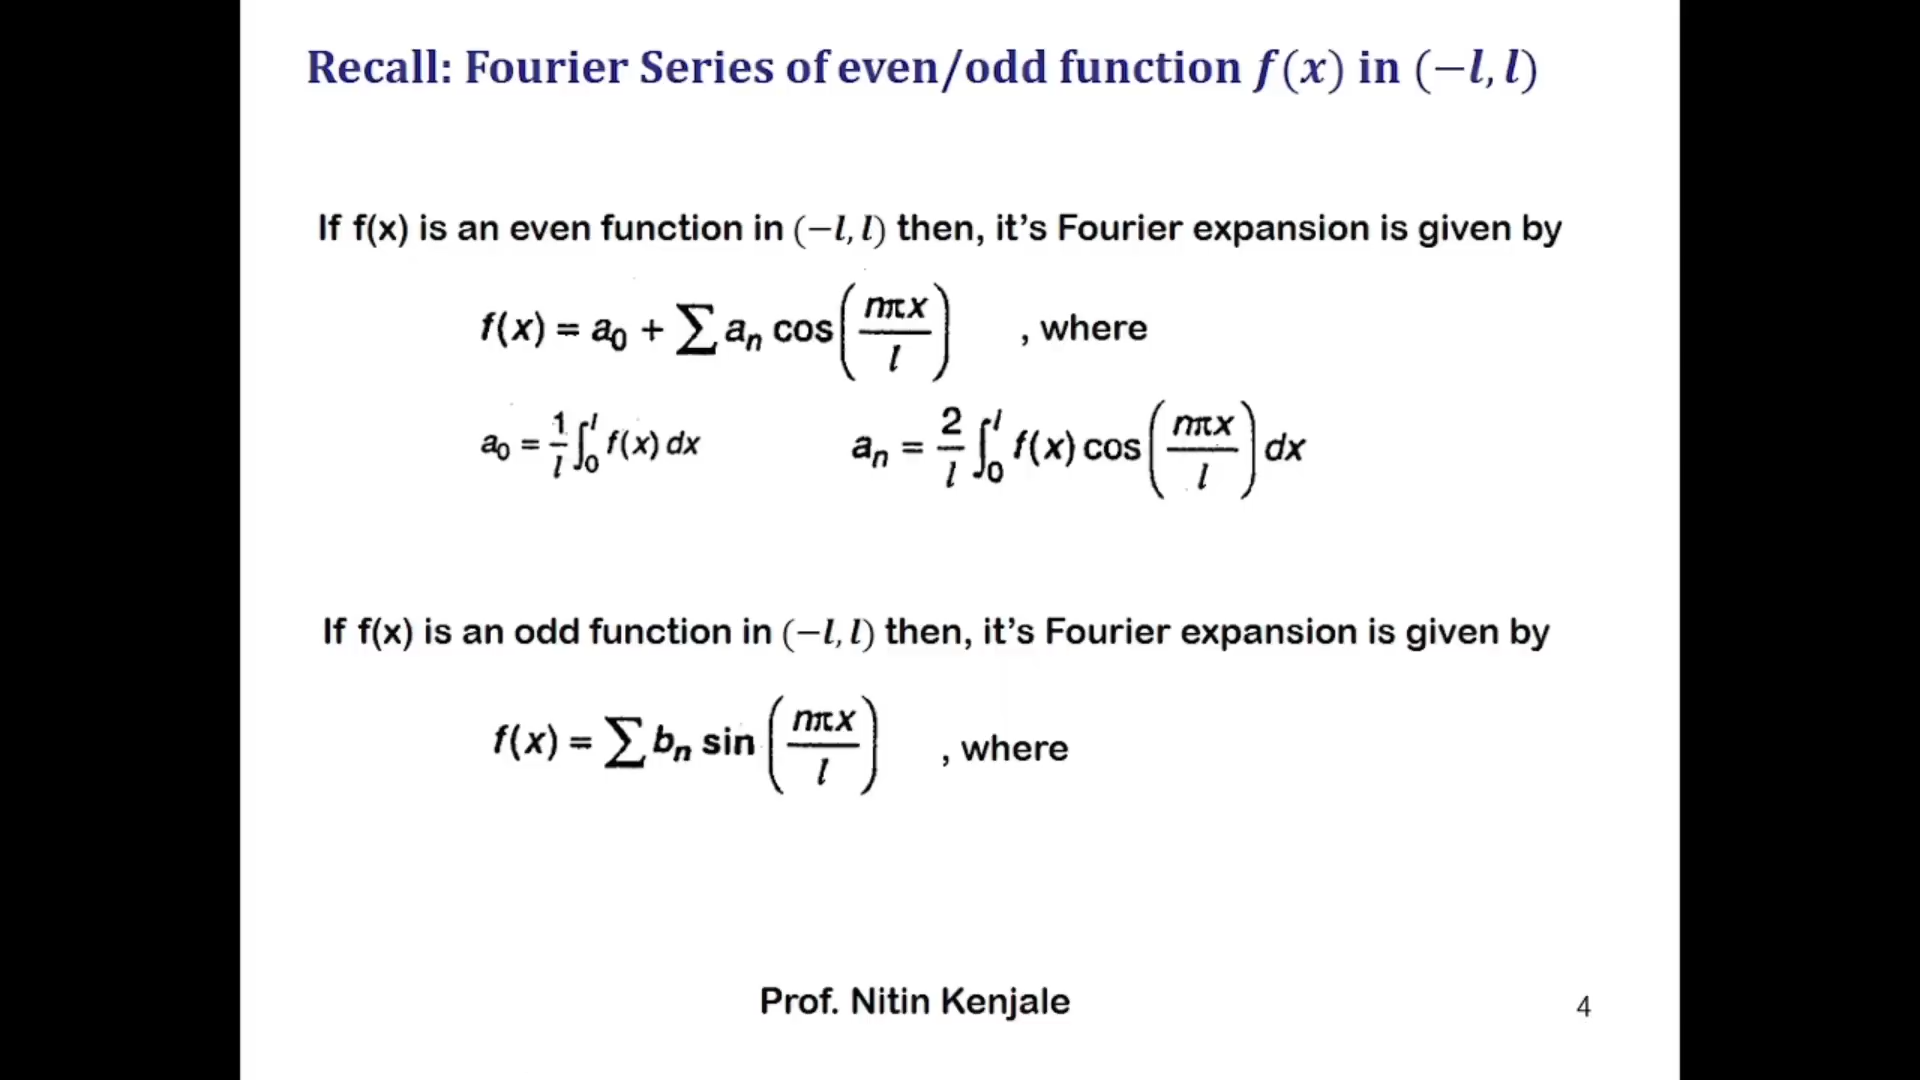 Recall: Fourier Series of even/odd function f(x) in (−l, l)
If f(x) is an even function in (−l, l) then, it's Fourier expansion is given by
f(x) = a₀ + ∑ aₙ cos(nπx/l) , where
a₀ = 1/l ∫₀ˡ f(x) dx aₙ = 2/l ∫₀ˡ f(x) cos(nπx/l) dx
If f(x) is an odd function in (−l, l) then, it's Fourier expansion is given by
f(x) = ∑ bₙ sin(nπx/l) , where
Prof. Nitin Kenjale
4